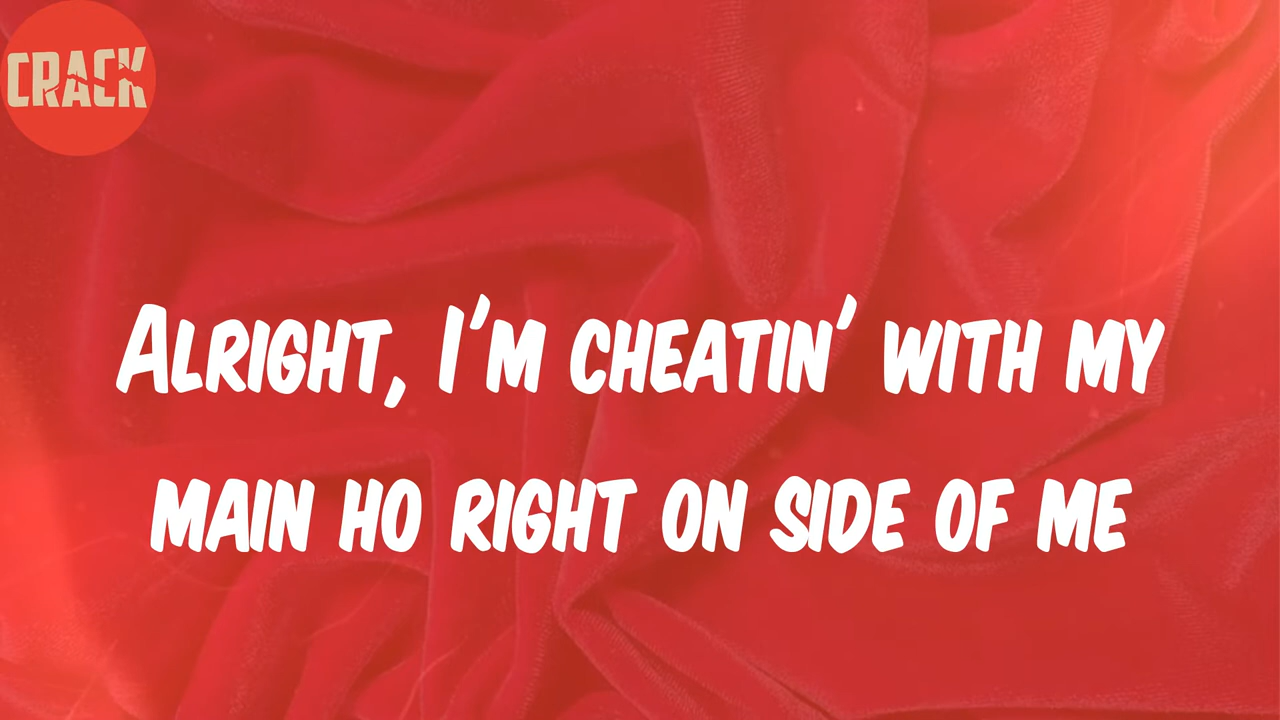 CRACK
ALRIGHT, I'M CHEATIN' WITH MY
MAIN HO RIGHT ON SIDE OF ME